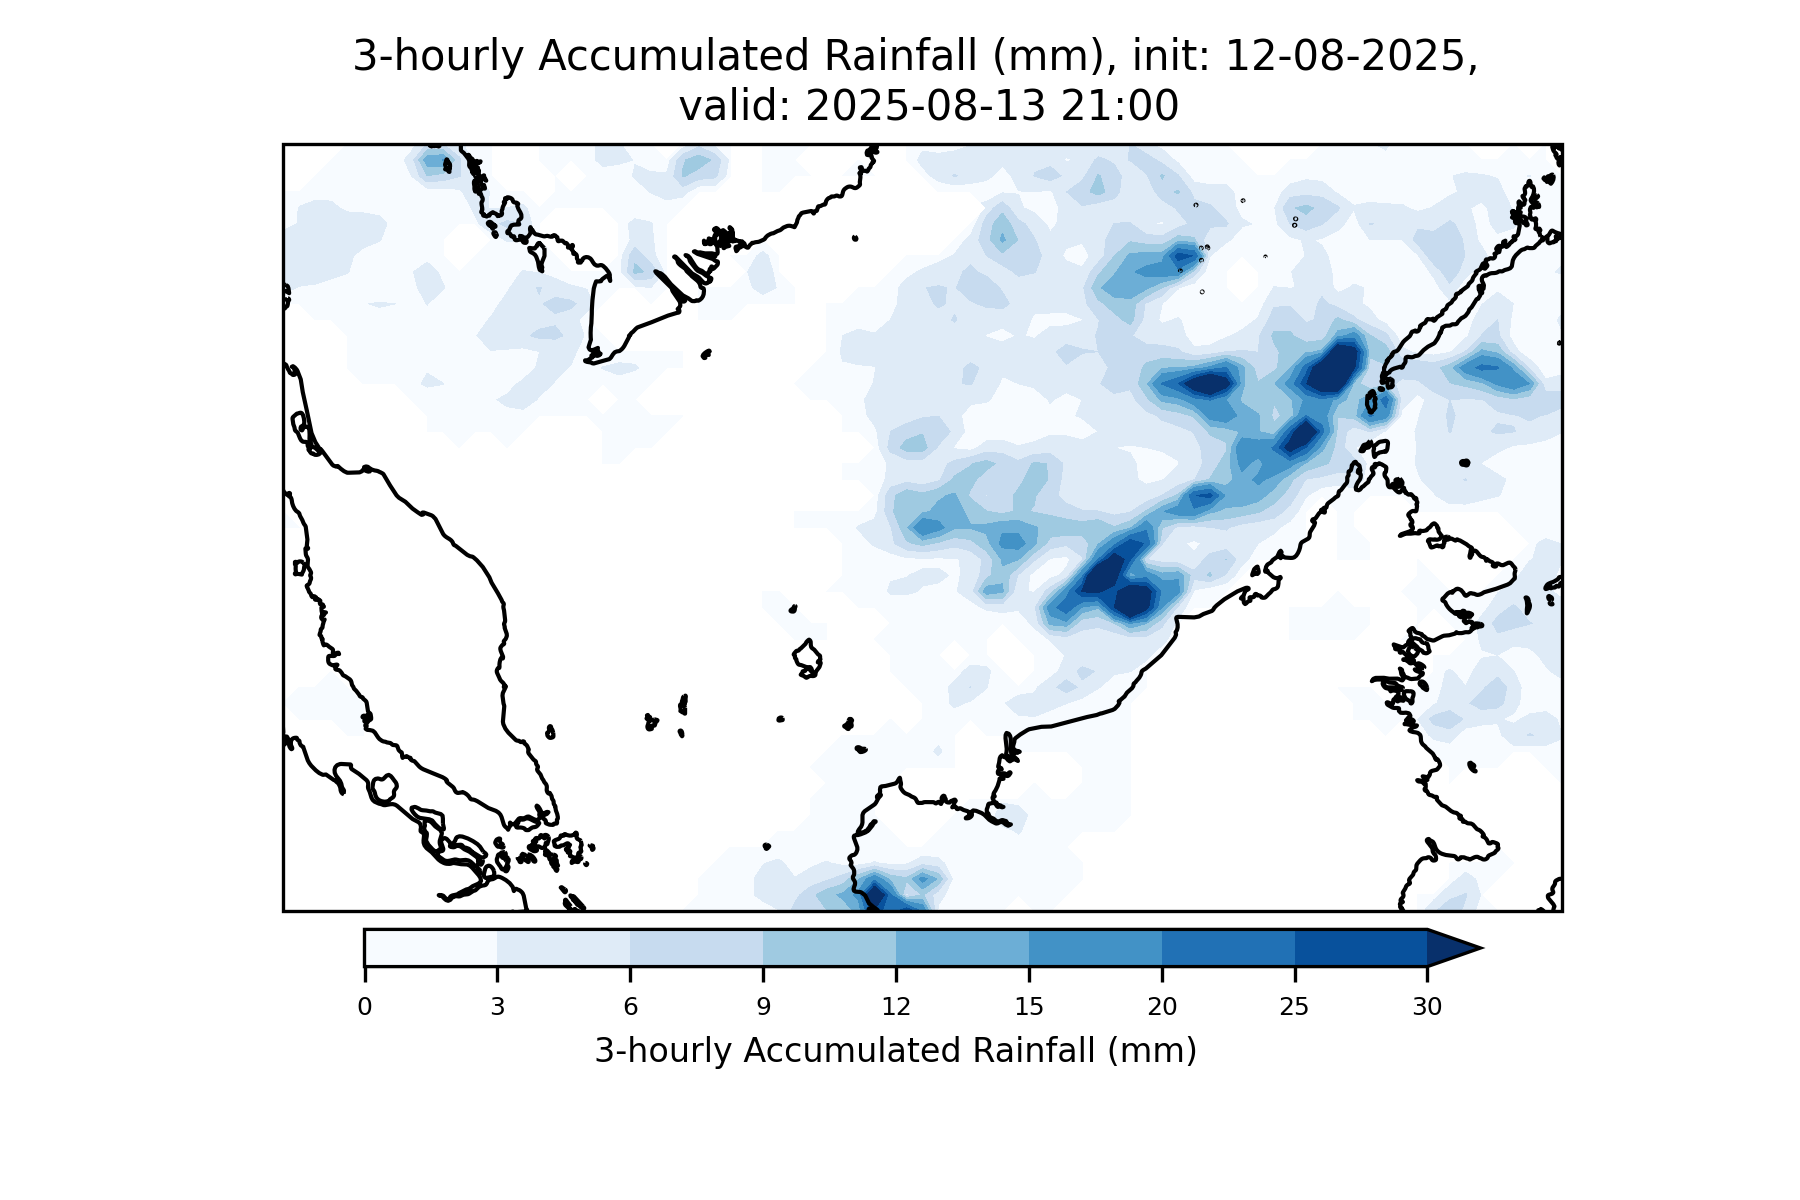 3-hourly Accumulated Rainfall (mm), init: 12-08-2025,
valid: 2025-08-13 21:00
0 3 6 9 12 15 20 25 30
3-hourly Accumulated Rainfall (mm)